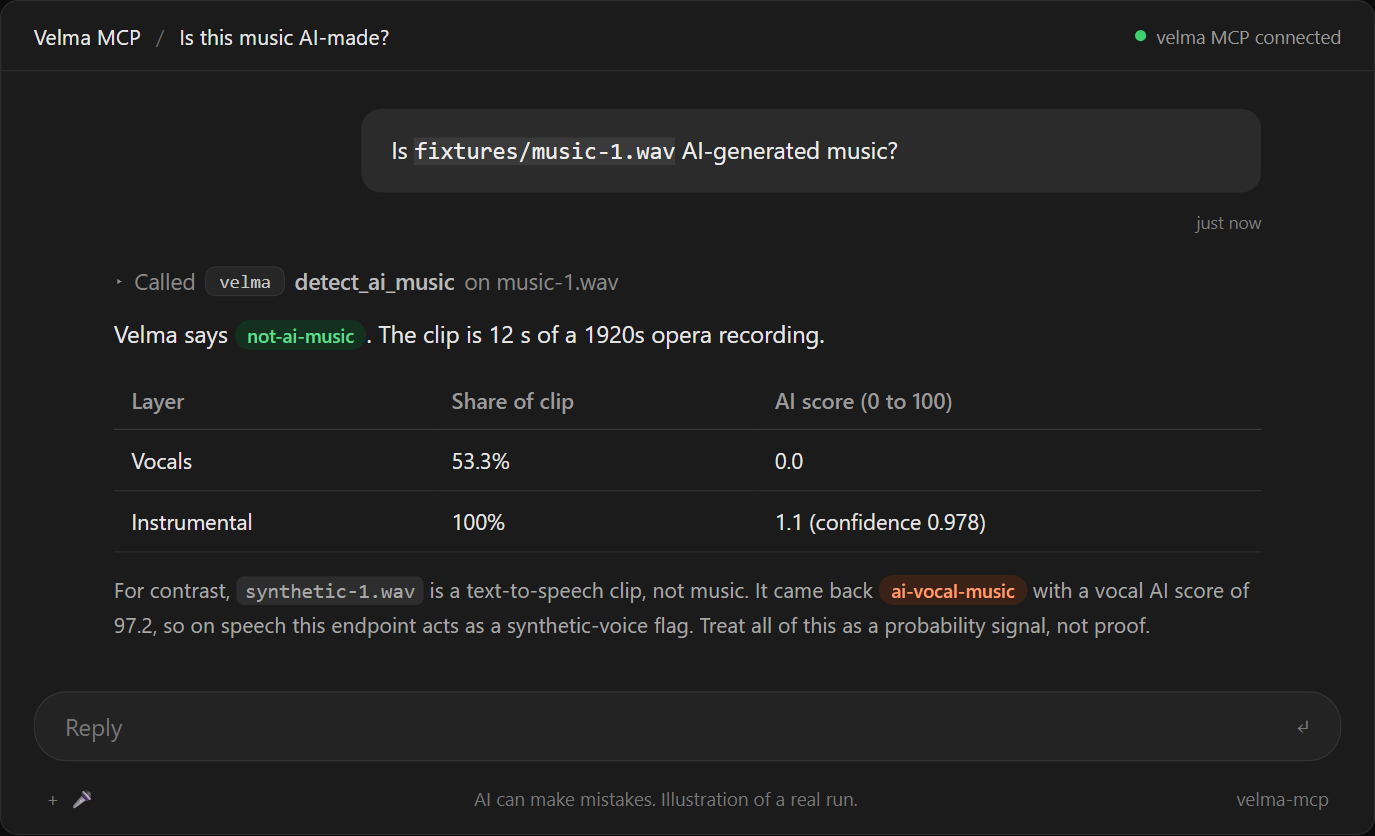 Velma MCP / Is this music AI-made?
velma MCP connected
Is fixtures/music-1.wav AI-generated music?
just now
‣ Called velma detect_ai_music on music-1.wav
Velma says not-ai-music. The clip is 12 s of a 1920s opera recording.
Layer Share of clip AI score (0 to 100)
Vocals 53.3% 0.0
Instrumental 100% 1.1 (confidence 0.978)
For contrast, synthetic-1.wav is a text-to-speech clip, not music. It came back ai-vocal-music with a vocal AI score of
97.2, so on speech this endpoint acts as a synthetic-voice flag. Treat all of this as a probability signal, not proof.
Reply ↵
+ AI can make mistakes. Illustration of a real run. velma-mcp